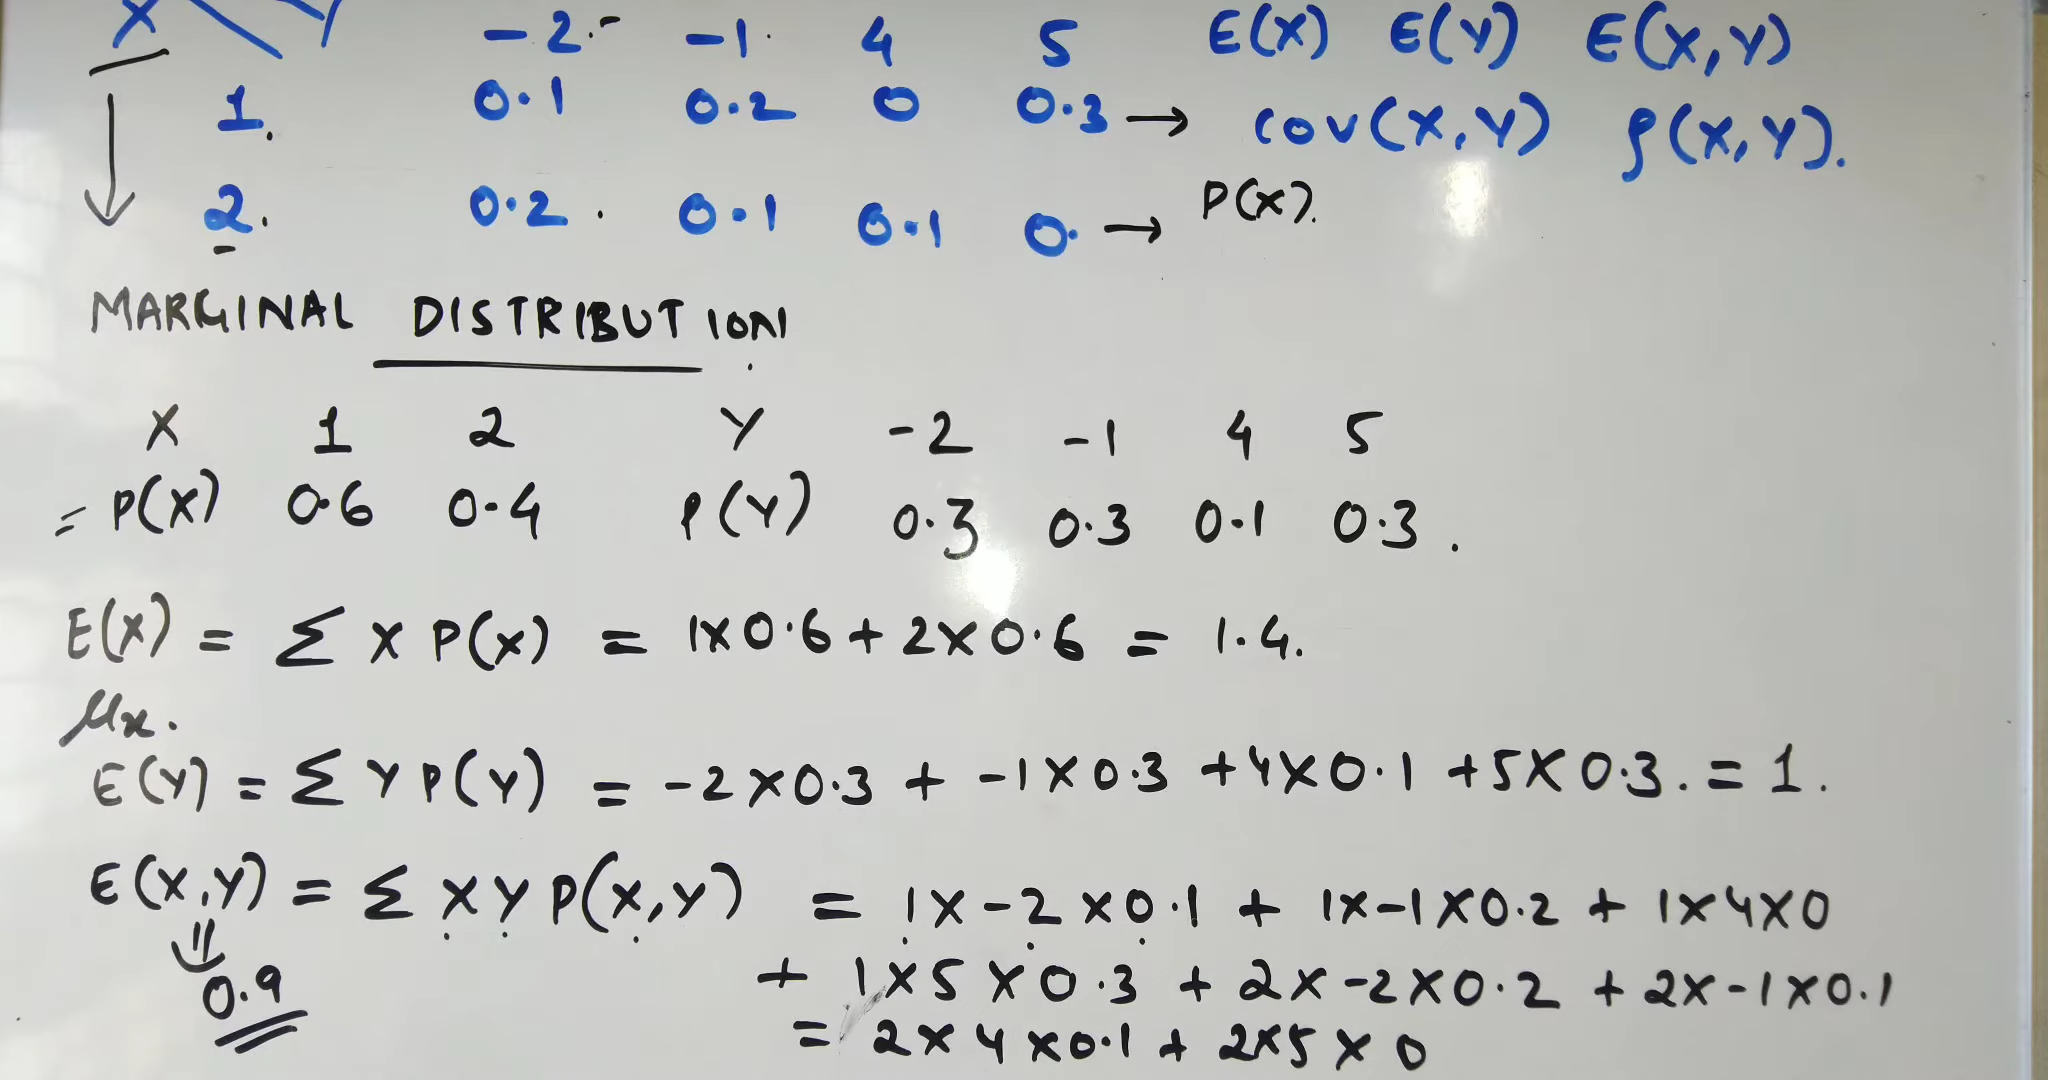 X \ Y -2 -1 4 5 E(X) E(Y) E(X,Y)
1. 0.1 0.2 0 0.3 → cov(X,Y) ρ(X,Y).
2. 0.2 0.1 0.1 0. → P(X).
MARGINAL DISTRIBUTION
X 1 2 Y -2 -1 4 5
= P(X) 0.6 0.4 P(Y) 0.3 0.3 0.1 0.3.
E(X) = Σ X P(x) = 1×0.6 + 2×0.6 = 1.4.
μx.
E(Y) = Σ Y P(Y) = -2×0.3 + -1×0.3 +4×0.1 +5×0.3. = 1.
E(X,Y) = Σ X Y P(X,Y) = 1×-2×0.1 + 1×-1×0.2 + 1×4×0
+ 1×5×0.3 + 2×-2×0.2 + 2×-1×0.1
0.9
= 2×4×0.1 + 2×5×0